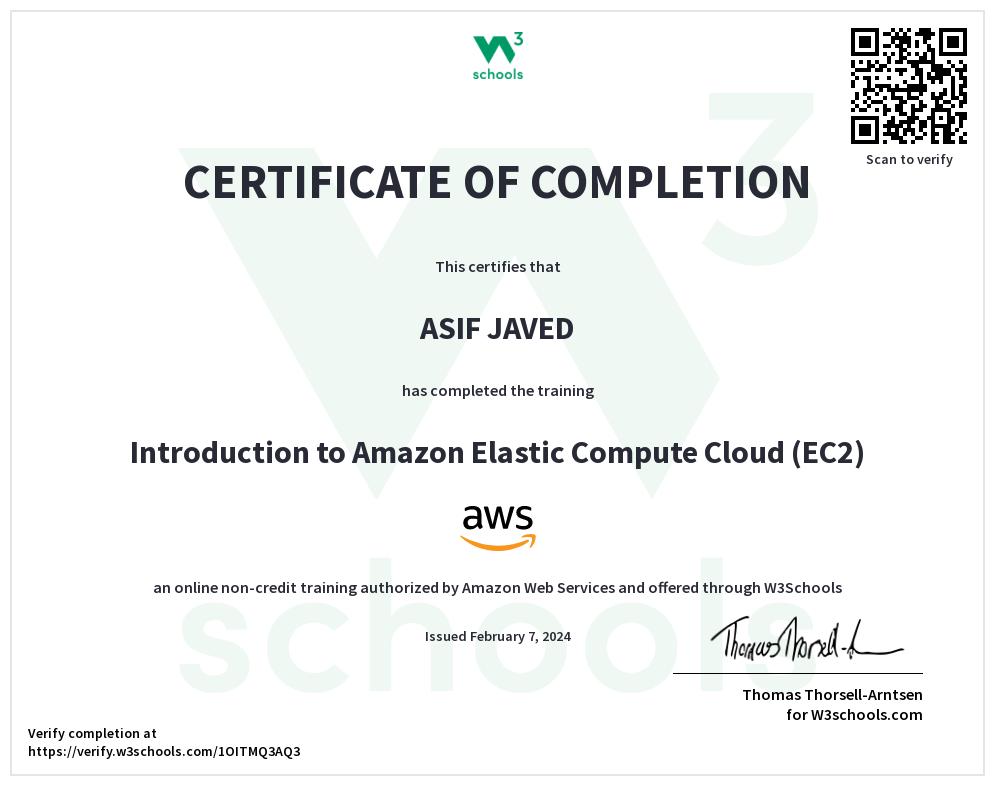 W3
schools
Scan to verify
CERTIFICATE OF COMPLETION
This certifies that
ASIF JAVED
has completed the training
Introduction to Amazon Elastic Compute Cloud (EC2)
aws
an online non-credit training authorized by Amazon Web Services and offered through W3Schools
Issued February 7, 2024
Thomas Thorsell-A
Thomas Thorsell-Arntsen
for W3schools.com
Verify completion at
https://verify.w3schools.com/1OITMQ3AQ3
W3
schools